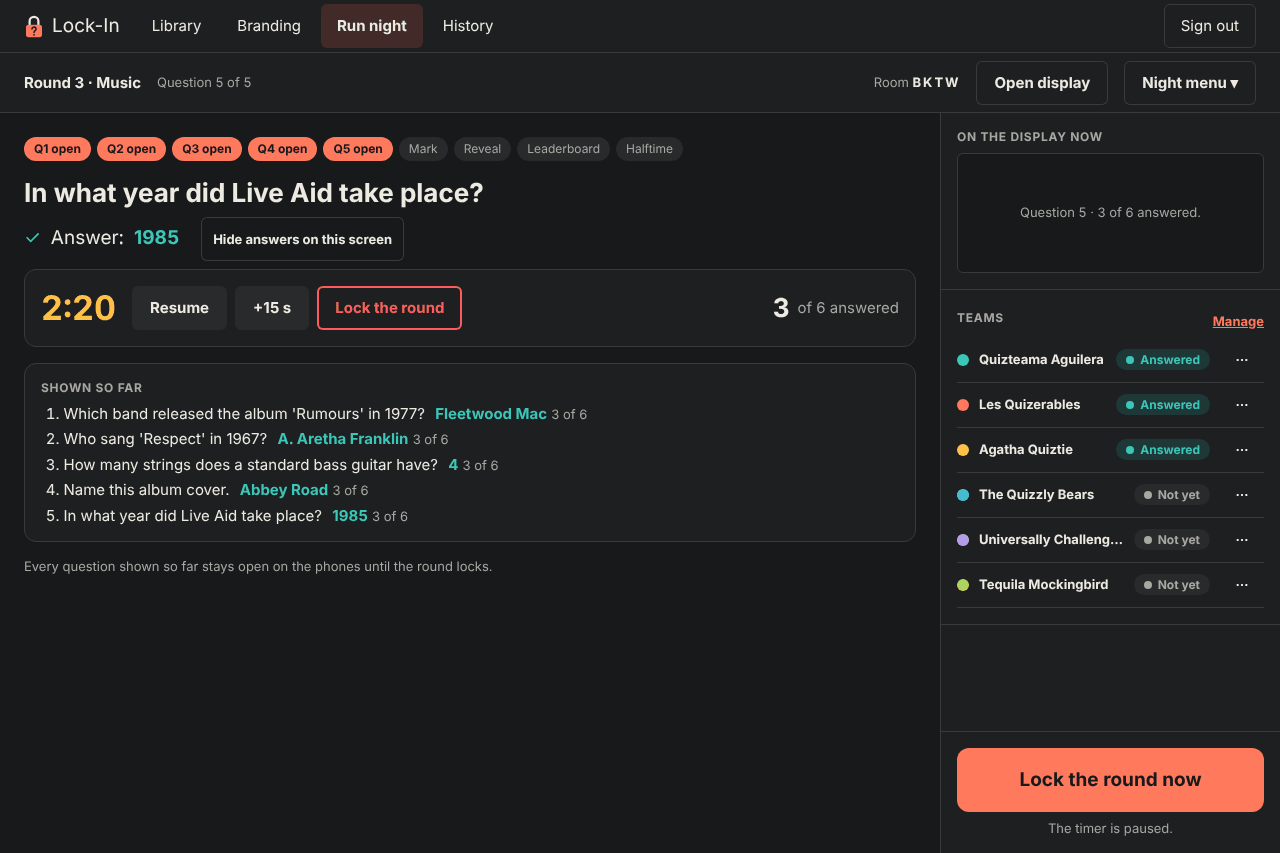 Lock-In Library Branding Run night History Sign out
Round 3 · Music Question 5 of 5 Room BKTW Open display Night menu ▾
Q1 open Q2 open Q3 open Q4 open Q5 open Mark Reveal Leaderboard Halftime
In what year did Live Aid take place?
Answer: 1985 Hide answers on this screen
2:20 Resume +15 s Lock the round 3 of 6 answered
SHOWN SO FAR
1. Which band released the album 'Rumours' in 1977? Fleetwood Mac 3 of 6
2. Who sang 'Respect' in 1967? A. Aretha Franklin 3 of 6
3. How many strings does a standard bass guitar have? 4 3 of 6
4. Name this album cover. Abbey Road 3 of 6
5. In what year did Live Aid take place? 1985 3 of 6
Every question shown so far stays open on the phones until the round locks.
ON THE DISPLAY NOW
Question 5 · 3 of 6 answered.
TEAMS Manage
Quizteama Aguilera Answered ···
Les Quizerables Answered ···
Agatha Quiztie Answered ···
The Quizzly Bears Not yet ···
Universally Challeng... Not yet ···
Tequila Mockingbird Not yet ···
Lock the round now
The timer is paused.